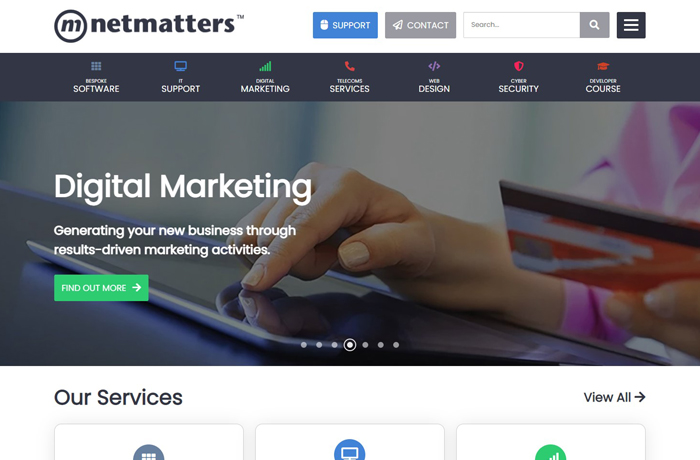 netmatters™
SUPPORT
CONTACT
Search...
BESPOKE
SOFTWARE
IT
SUPPORT
DIGITAL
MARKETING
TELECOMS
SERVICES
WEB
DESIGN
CYBER
SECURITY
DEVELOPER
COURSE
Digital Marketing
Generating your new business through
results-driven marketing activities.
FIND OUT MORE →
Our Services
View All →